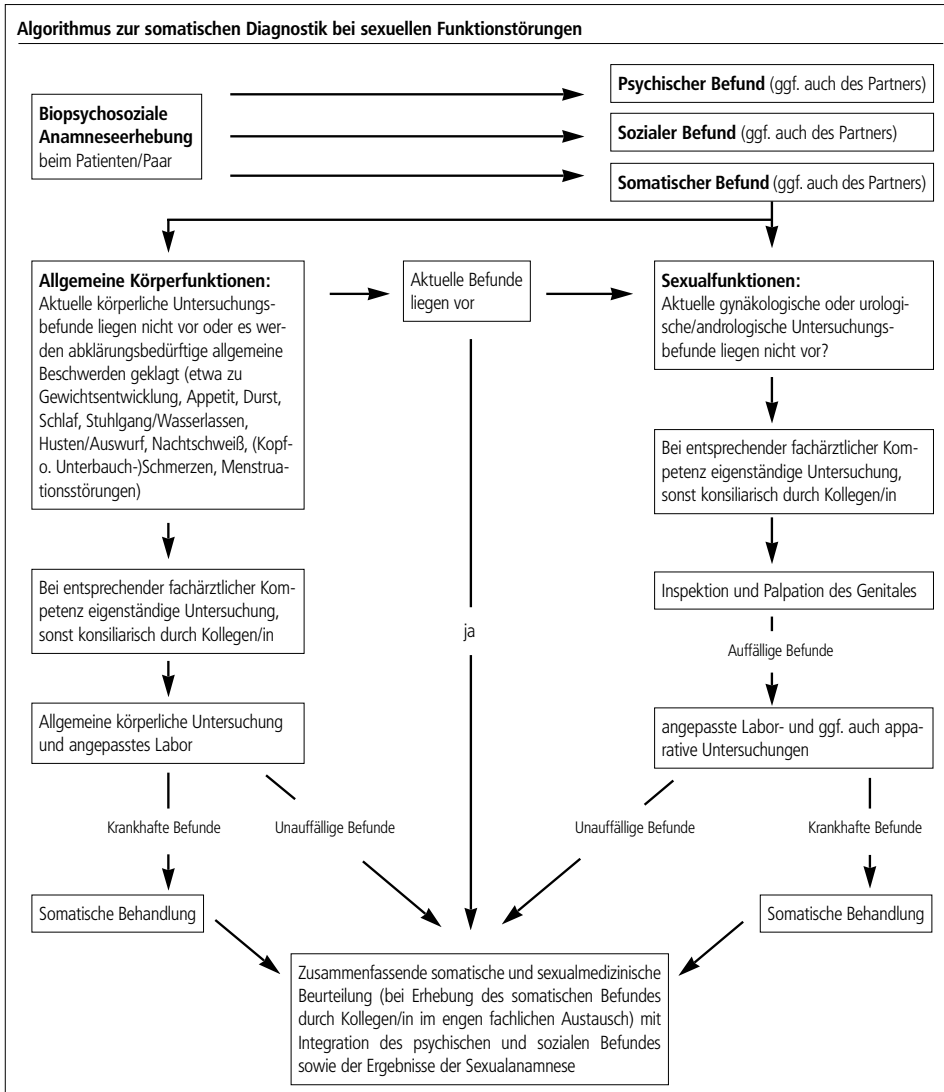 Algorithmus zur somatischen Diagnostik bei sexuellen Funktionstörungen
Biopsychosoziale
Anamneseerhebung
beim Patienten/Paar
Psychischer Befund (ggf. auch des Partners)
Sozialer Befund (ggf. auch des Partners)
Somatischer Befund (ggf. auch des Partners)
Allgemeine Körperfunktionen:
Aktuelle körperliche Untersuchungs-
befunde liegen nicht vor oder es wer-
den abklärungsbedürftige allgemeine
Beschwerden geklagt (etwa zu
Gewichtsentwicklung, Appetit, Durst,
Schlaf, Stuhlgang/Wasserlassen,
Husten/Auswurf, Nachtschweiß, (Kopf-
o. Unterbauch-)Schmerzen, Menstrua-
tionsstörungen)
Aktuelle Befunde
liegen vor
Sexualfunktionen:
Aktuelle gynäkologische oder urolo-
gische/andrologische Untersuchungs-
befunde liegen nicht vor?
Bei entsprechender fachärztlicher Kom-
petenz eigenständige Untersuchung,
sonst konsiliarisch durch Kollegen/in
Bei entsprechender fachärztlicher Kom-
petenz eigenständige Untersuchung,
sonst konsiliarisch durch Kollegen/in
Inspektion und Palpation des Genitales
ja
Auffällige Befunde
Allgemeine körperliche Untersuchung
und angepasstes Labor
angepasste Labor- und ggf. auch appa-
rative Untersuchungen
Krankhafte Befunde
Unauffällige Befunde
Unauffällige Befunde
Krankhafte Befunde
Somatische Behandlung
Somatische Behandlung
Zusammenfassende somatische und sexualmedizinische
Beurteilung (bei Erhebung des somatischen Befundes
durch Kollegen/in im engen fachlichen Austausch) mit
Integration des psychischen und sozialen Befundes
sowie der Ergebnisse der Sexualanamnese